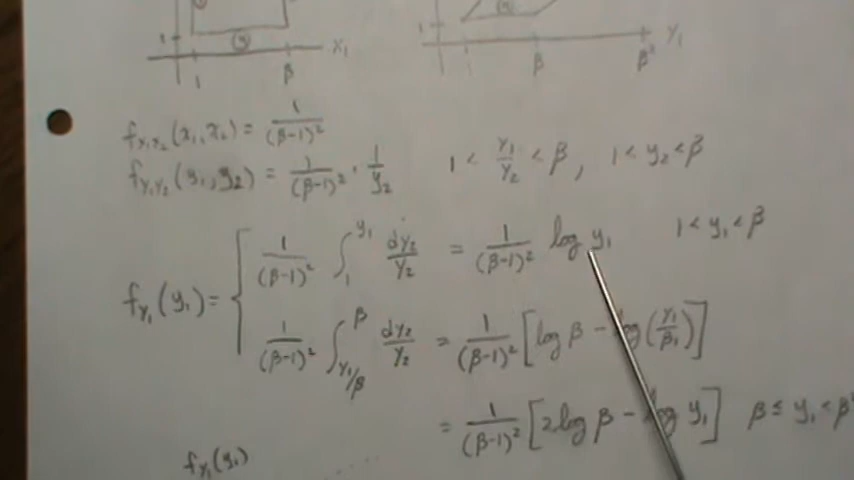 1 X₁ 1 Y₁
1 β 1 β β²
f_{X₁X₂}(x₁,x₂) = 1/(β-1)²
f_{Y₁Y₂}(y₁,y₂) = 1/(β-1)² · 1/y₂ 1 < Y₁/Y₂ < β, 1 < y₂ < β
f_{Y₁}(y₁) = { 1/(β-1)² ∫₁^{y₁} dy₂/y₂ = 1/(β-1)² log y₁ 1 < y₁ < β
1/(β-1)² ∫_{Y₁/β}^{β} dy₂/y₂ = 1/(β-1)² [log β - log(Y₁/β₁)]
= 1/(β-1)² [2 log β - log y₁] β ≤ y₁ < β²
f_{Y₁}(y₁)